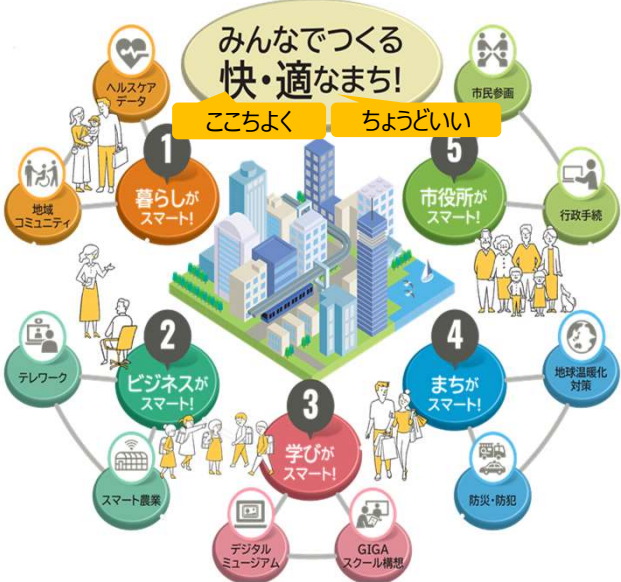 みんなでつくる
快・適なまち!
ここちよく
ちょうどいい
1
暮らしが
スマート!
ヘルスケア
データ
地域
コミュニティ
2
ビジネスが
スマート!
テレワーク
スマート農業
3
学びが
スマート!
デジタル
ミュージアム
GIGA
スクール構想
4
まちが
スマート!
地球温暖化
対策
防災・防犯
5
市役所が
スマート!
市民参画
行政手続